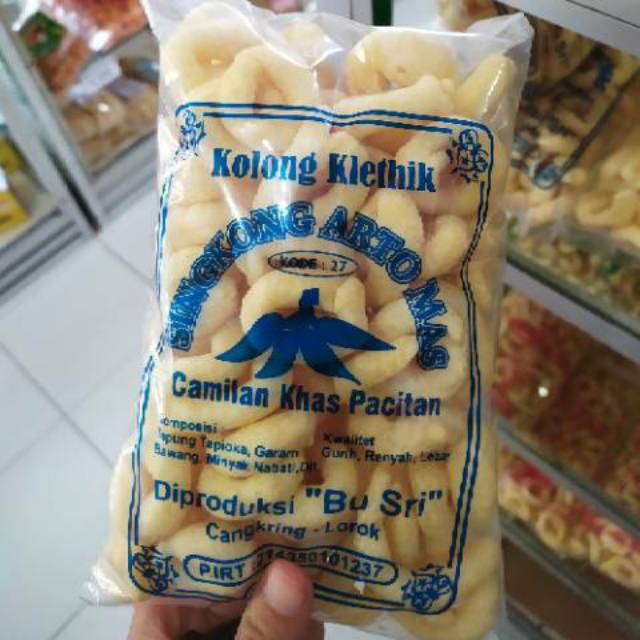 Kolong Klethik
SINGKONG ARTO MAS
KODE : 27
Camilan Khas Pacitan
Komposisi :
Tepung Tapioka, Garam
Bawang, Minyak Nabati, Dll
Kwalitet
Gurih, Renyah, Lezat
Diproduksi "Bu Sri"
Cangkring - Lorok
PIRT